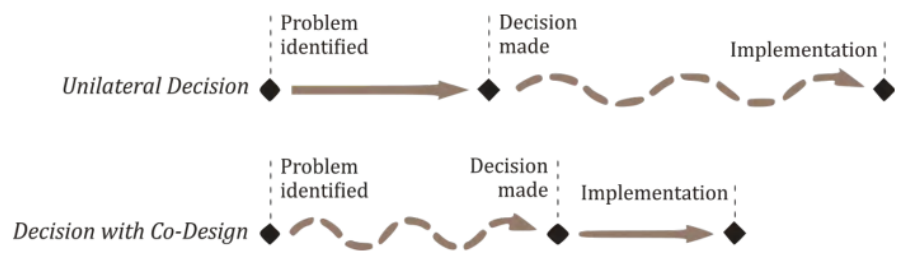 Problem
identified
Decision
made
Implementation
Unilateral Decision
Problem
identified
Decision
made
Implementation
Decision with Co-Design